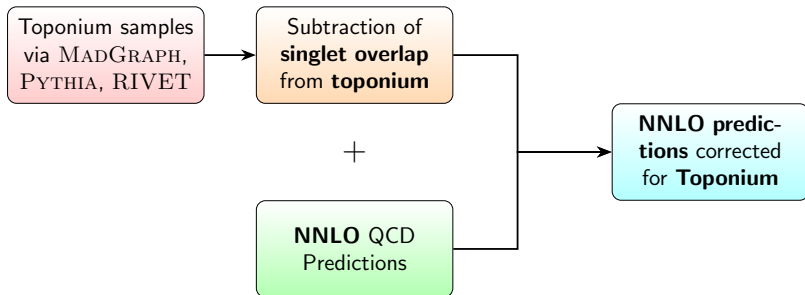 Toponium samples
via MADGRAPH,
PYTHIA, RIVET
Subtraction of
singlet overlap
from toponium
+
NNLO QCD
Predictions
NNLO predic-
tions corrected
for Toponium